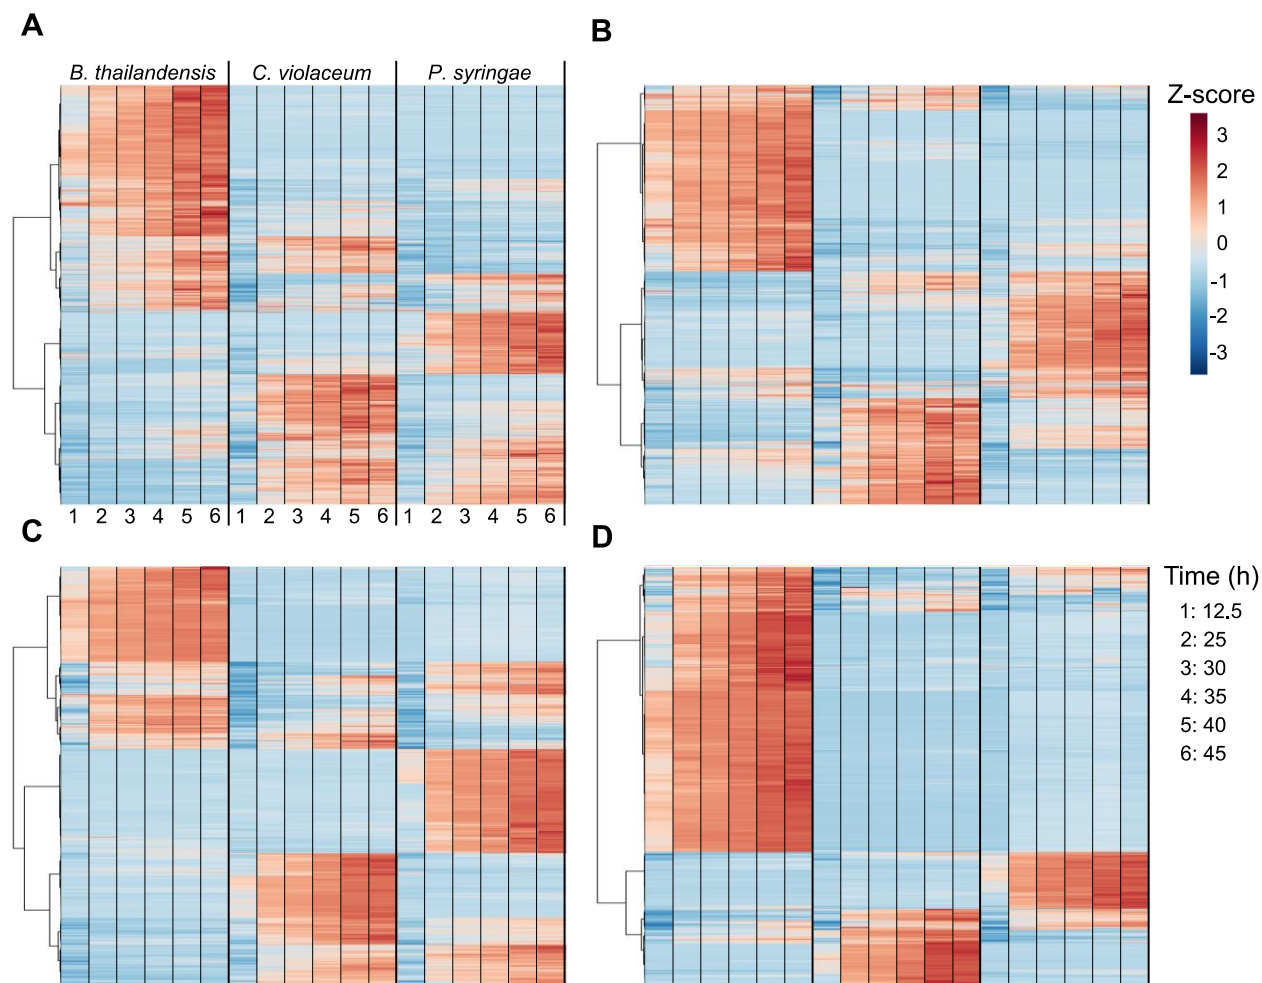 A
B
B. thailandensis C. violaceum P. syringae
Z-score
3
2
1
0
-1
-2
-3
1 2 3 4 5 6 1 2 3 4 5 6 1 2 3 4 5 6
C
D
Time (h)
1: 12.5
2: 25
3: 30
4: 35
5: 40
6: 45